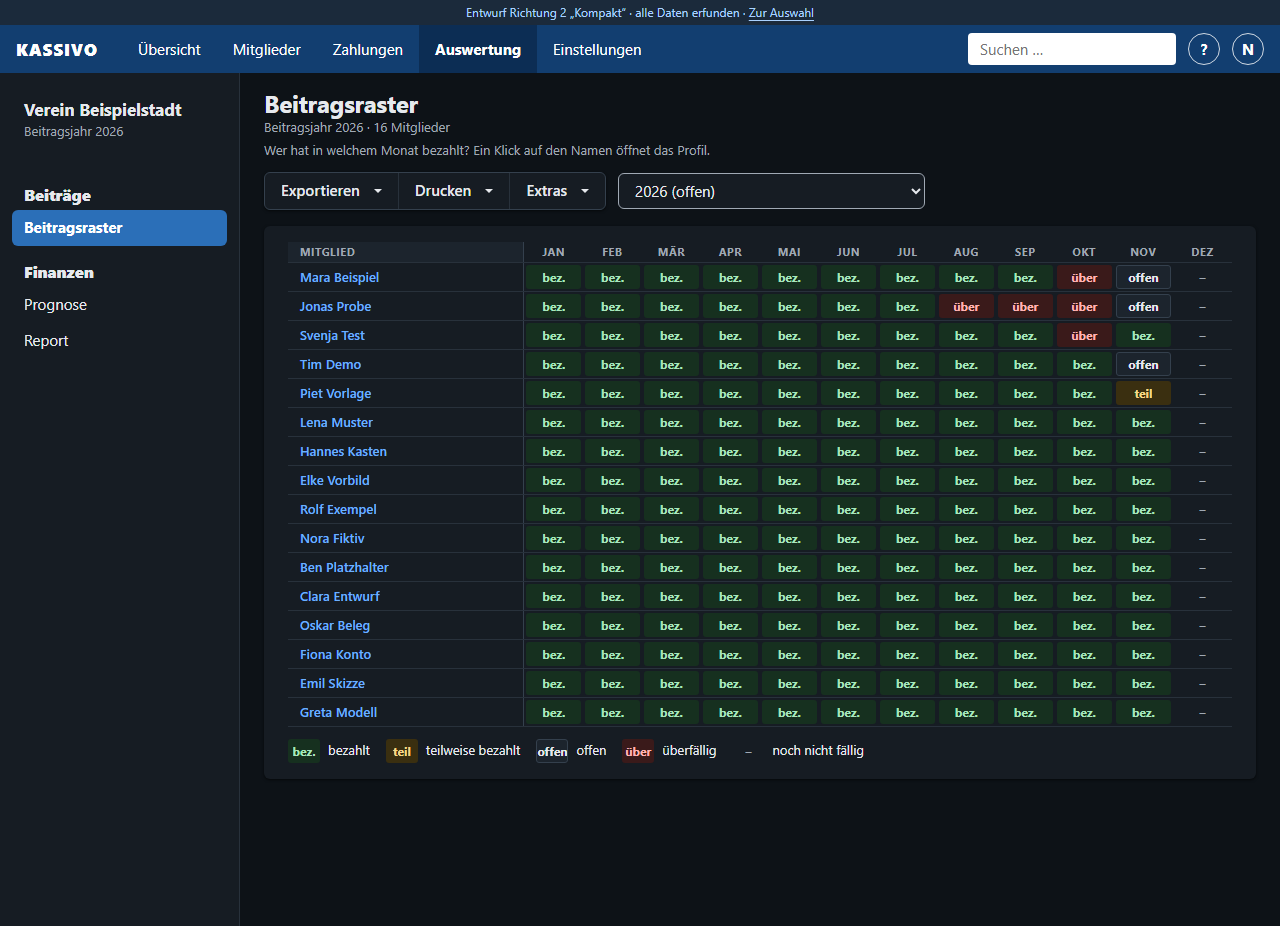 Entwurf Richtung 2 „Kompakt“ · alle Daten erfunden · Zur Auswahl
KASSIVO Übersicht Mitglieder Zahlungen Auswertung Einstellungen Suchen ... ? N
Verein Beispielstadt
Beitragsjahr 2026
Beiträge
Beitragsraster
Finanzen
Prognose
Report
Beitragsraster
Beitragsjahr 2026 · 16 Mitglieder
Wer hat in welchem Monat bezahlt? Ein Klick auf den Namen öffnet das Profil.
Exportieren Drucken Extras 2026 (offen)
MITGLIED JAN FEB MÄR APR MAI JUN JUL AUG SEP OKT NOV DEZ
Mara Beispiel bez. bez. bez. bez. bez. bez. bez. bez. bez. über offen –
Jonas Probe bez. bez. bez. bez. bez. bez. bez. über über über offen –
Svenja Test bez. bez. bez. bez. bez. bez. bez. bez. bez. über bez. –
Tim Demo bez. bez. bez. bez. bez. bez. bez. bez. bez. bez. offen –
Piet Vorlage bez. bez. bez. bez. bez. bez. bez. bez. bez. bez. teil –
Lena Muster bez. bez. bez. bez. bez. bez. bez. bez. bez. bez. bez. –
Hannes Kasten bez. bez. bez. bez. bez. bez. bez. bez. bez. bez. bez. –
Elke Vorbild bez. bez. bez. bez. bez. bez. bez. bez. bez. bez. bez. –
Rolf Exempel bez. bez. bez. bez. bez. bez. bez. bez. bez. bez. bez. –
Nora Fiktiv bez. bez. bez. bez. bez. bez. bez. bez. bez. bez. bez. –
Ben Platzhalter bez. bez. bez. bez. bez. bez. bez. bez. bez. bez. bez. –
Clara Entwurf bez. bez. bez. bez. bez. bez. bez. bez. bez. bez. bez. –
Oskar Beleg bez. bez. bez. bez. bez. bez. bez. bez. bez. bez. bez. –
Fiona Konto bez. bez. bez. bez. bez. bez. bez. bez. bez. bez. bez. –
Emil Skizze bez. bez. bez. bez. bez. bez. bez. bez. bez. bez. bez. –
Greta Modell bez. bez. bez. bez. bez. bez. bez. bez. bez. bez. bez. –
bez. bezahlt teil teilweise bezahlt offen offen über überfällig – noch nicht fällig